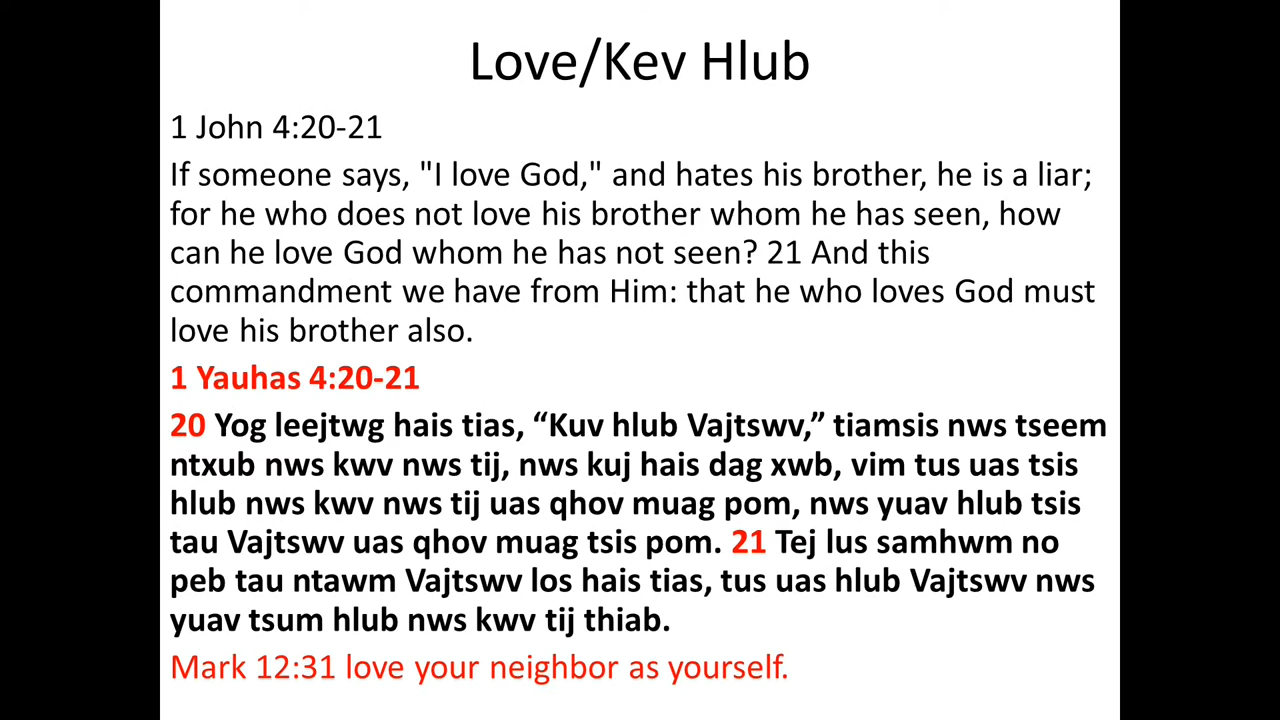 Love/Kev Hlub
1 John 4:20-21
If someone says, "I love God," and hates his brother, he is a liar;
for he who does not love his brother whom he has seen, how
can he love God whom he has not seen? 21 And this
commandment we have from Him: that he who loves God must
love his brother also.
1 Yauhas 4:20-21
20 Yog leejtwg hais tias, “Kuv hlub Vajtswv,” tiamsis nws tseem
ntxub nws kwv nws tij, nws kuj hais dag xwb, vim tus uas tsis
hlub nws kwv nws tij uas qhov muag pom, nws yuav hlub tsis
tau Vajtswv uas qhov muag tsis pom. 21 Tej lus samhwm no
peb tau ntawm Vajtswv los hais tias, tus uas hlub Vajtswv nws
yuav tsum hlub nws kwv tij thiab.
Mark 12:31 love your neighbor as yourself.